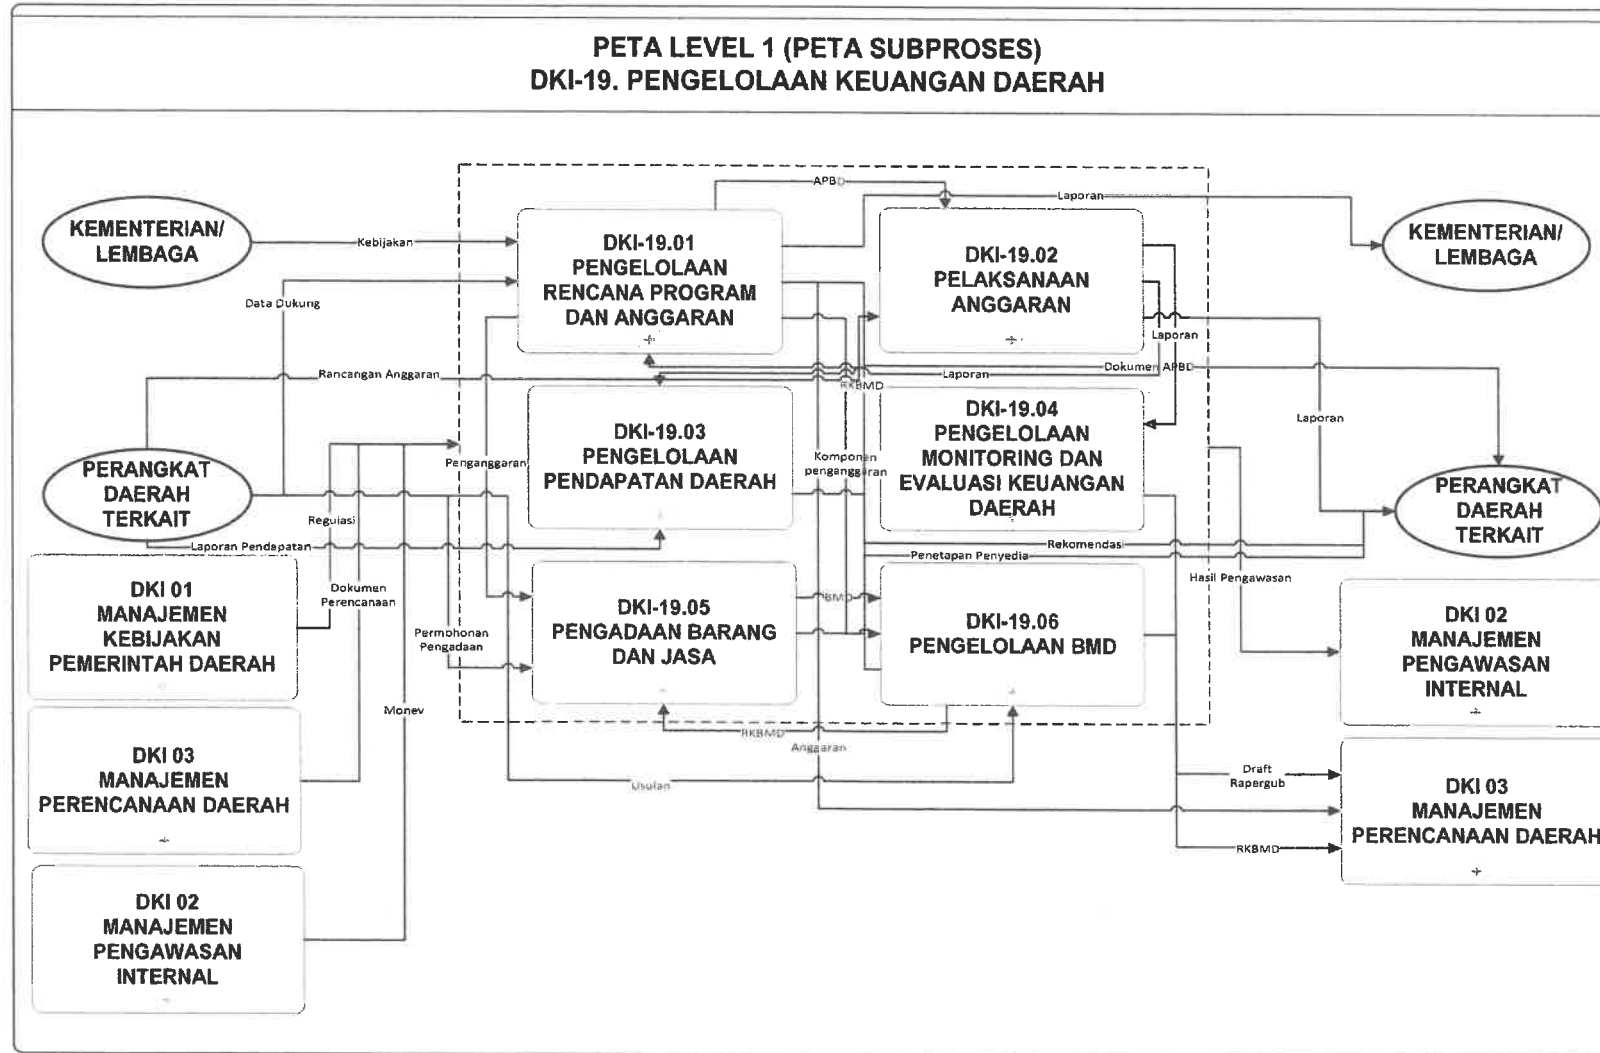 PETA LEVEL 1 (PETA SUBPROSES)
DKI-19. PENGELOLAAN KEUANGAN DAERAH
APBD
Laporan
KEMENTERIAN/
LEMBAGA
Kebijakan
DKI-19.01
PENGELOLAAN
RENCANA PROGRAM
DAN ANGGARAN
DKI-19.02
PELAKSANAAN
ANGGARAN
KEMENTERIAN/
LEMBAGA
Data Dukung
Laporan
Rancangan Anggaran
RKBMD
Laporan
Dokumen APBD
Laporan
PERANGKAT
DAERAH
TERKAIT
Penganggaran
DKI-19.03
PENGELOLAAN
PENDAPATAN DAERAH
Komponen
penganggaran
DKI-19.04
PENGELOLAAN
MONITORING DAN
EVALUASI KEUANGAN
DAERAH
PERANGKAT
DAERAH
TERKAIT
Regulasi
Laporan Pendapatan
Rekomendasi
Penetapan Penyedia
Hasil Pengawasan
DKI 01
MANAJEMEN
KEBIJAKAN
PEMERINTAH DAERAH
Dokumen
Perencanaan
Permohonan
Pengadaan
DKI-19.05
PENGADAAN BARANG
DAN JASA
BMD
DKI-19.06
PENGELOLAAN BMD
DKI 02
MANAJEMEN
PENGAWASAN
INTERNAL
Monev
RKBMD
Anggaran
DKI 03
MANAJEMEN
PERENCANAAN DAERAH
Usulan
Draft
Rapergub
RKBMD
DKI 03
MANAJEMEN
PERENCANAAN DAERAH
DKI 02
MANAJEMEN
PENGAWASAN
INTERNAL